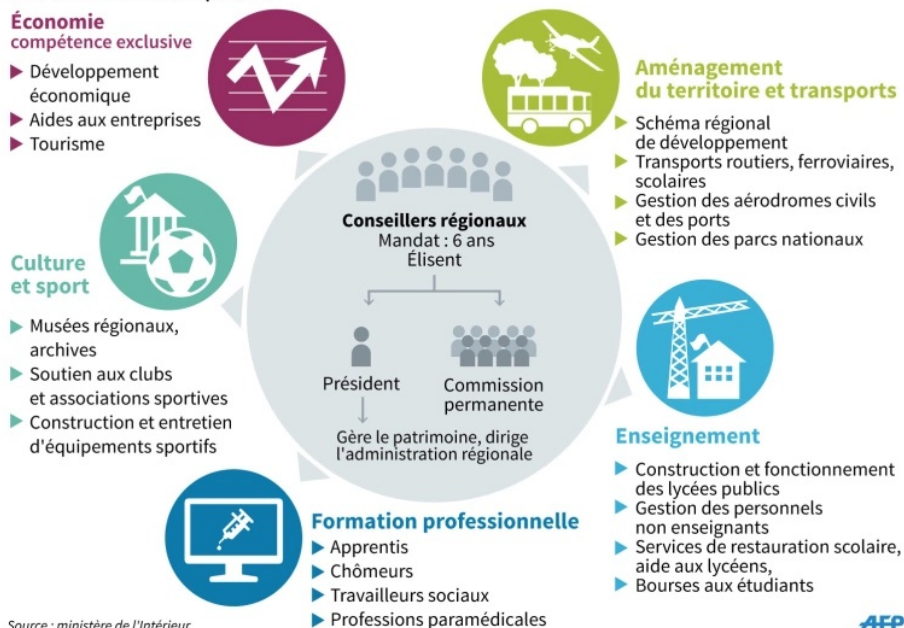 Économie
compétence exclusive
Développement
économique
Aides aux entreprises
Tourisme
Aménagement
du territoire et transports
Schéma régional
de développement
Transports routiers, ferroviaires,
scolaires
Gestion des aérodromes civils
et des ports
Gestion des parcs nationaux
Conseillers régionaux
Mandat : 6 ans
Élisent
Président
Commission
permanente
Gère le patrimoine, dirige
l'administration régionale
Culture
et sport
Musées régionaux,
archives
Soutien aux clubs
et associations sportives
Construction et entretien
d'équipements sportifs
Enseignement
Construction et fonctionnement
des lycées publics
Gestion des personnels
non enseignants
Services de restauration scolaire,
aide aux lycéens,
Bourses aux étudiants
Formation professionnelle
Apprentis
Chômeurs
Travailleurs sociaux
Professions paramédicales
Source : ministère de l'Intérieur
AFP